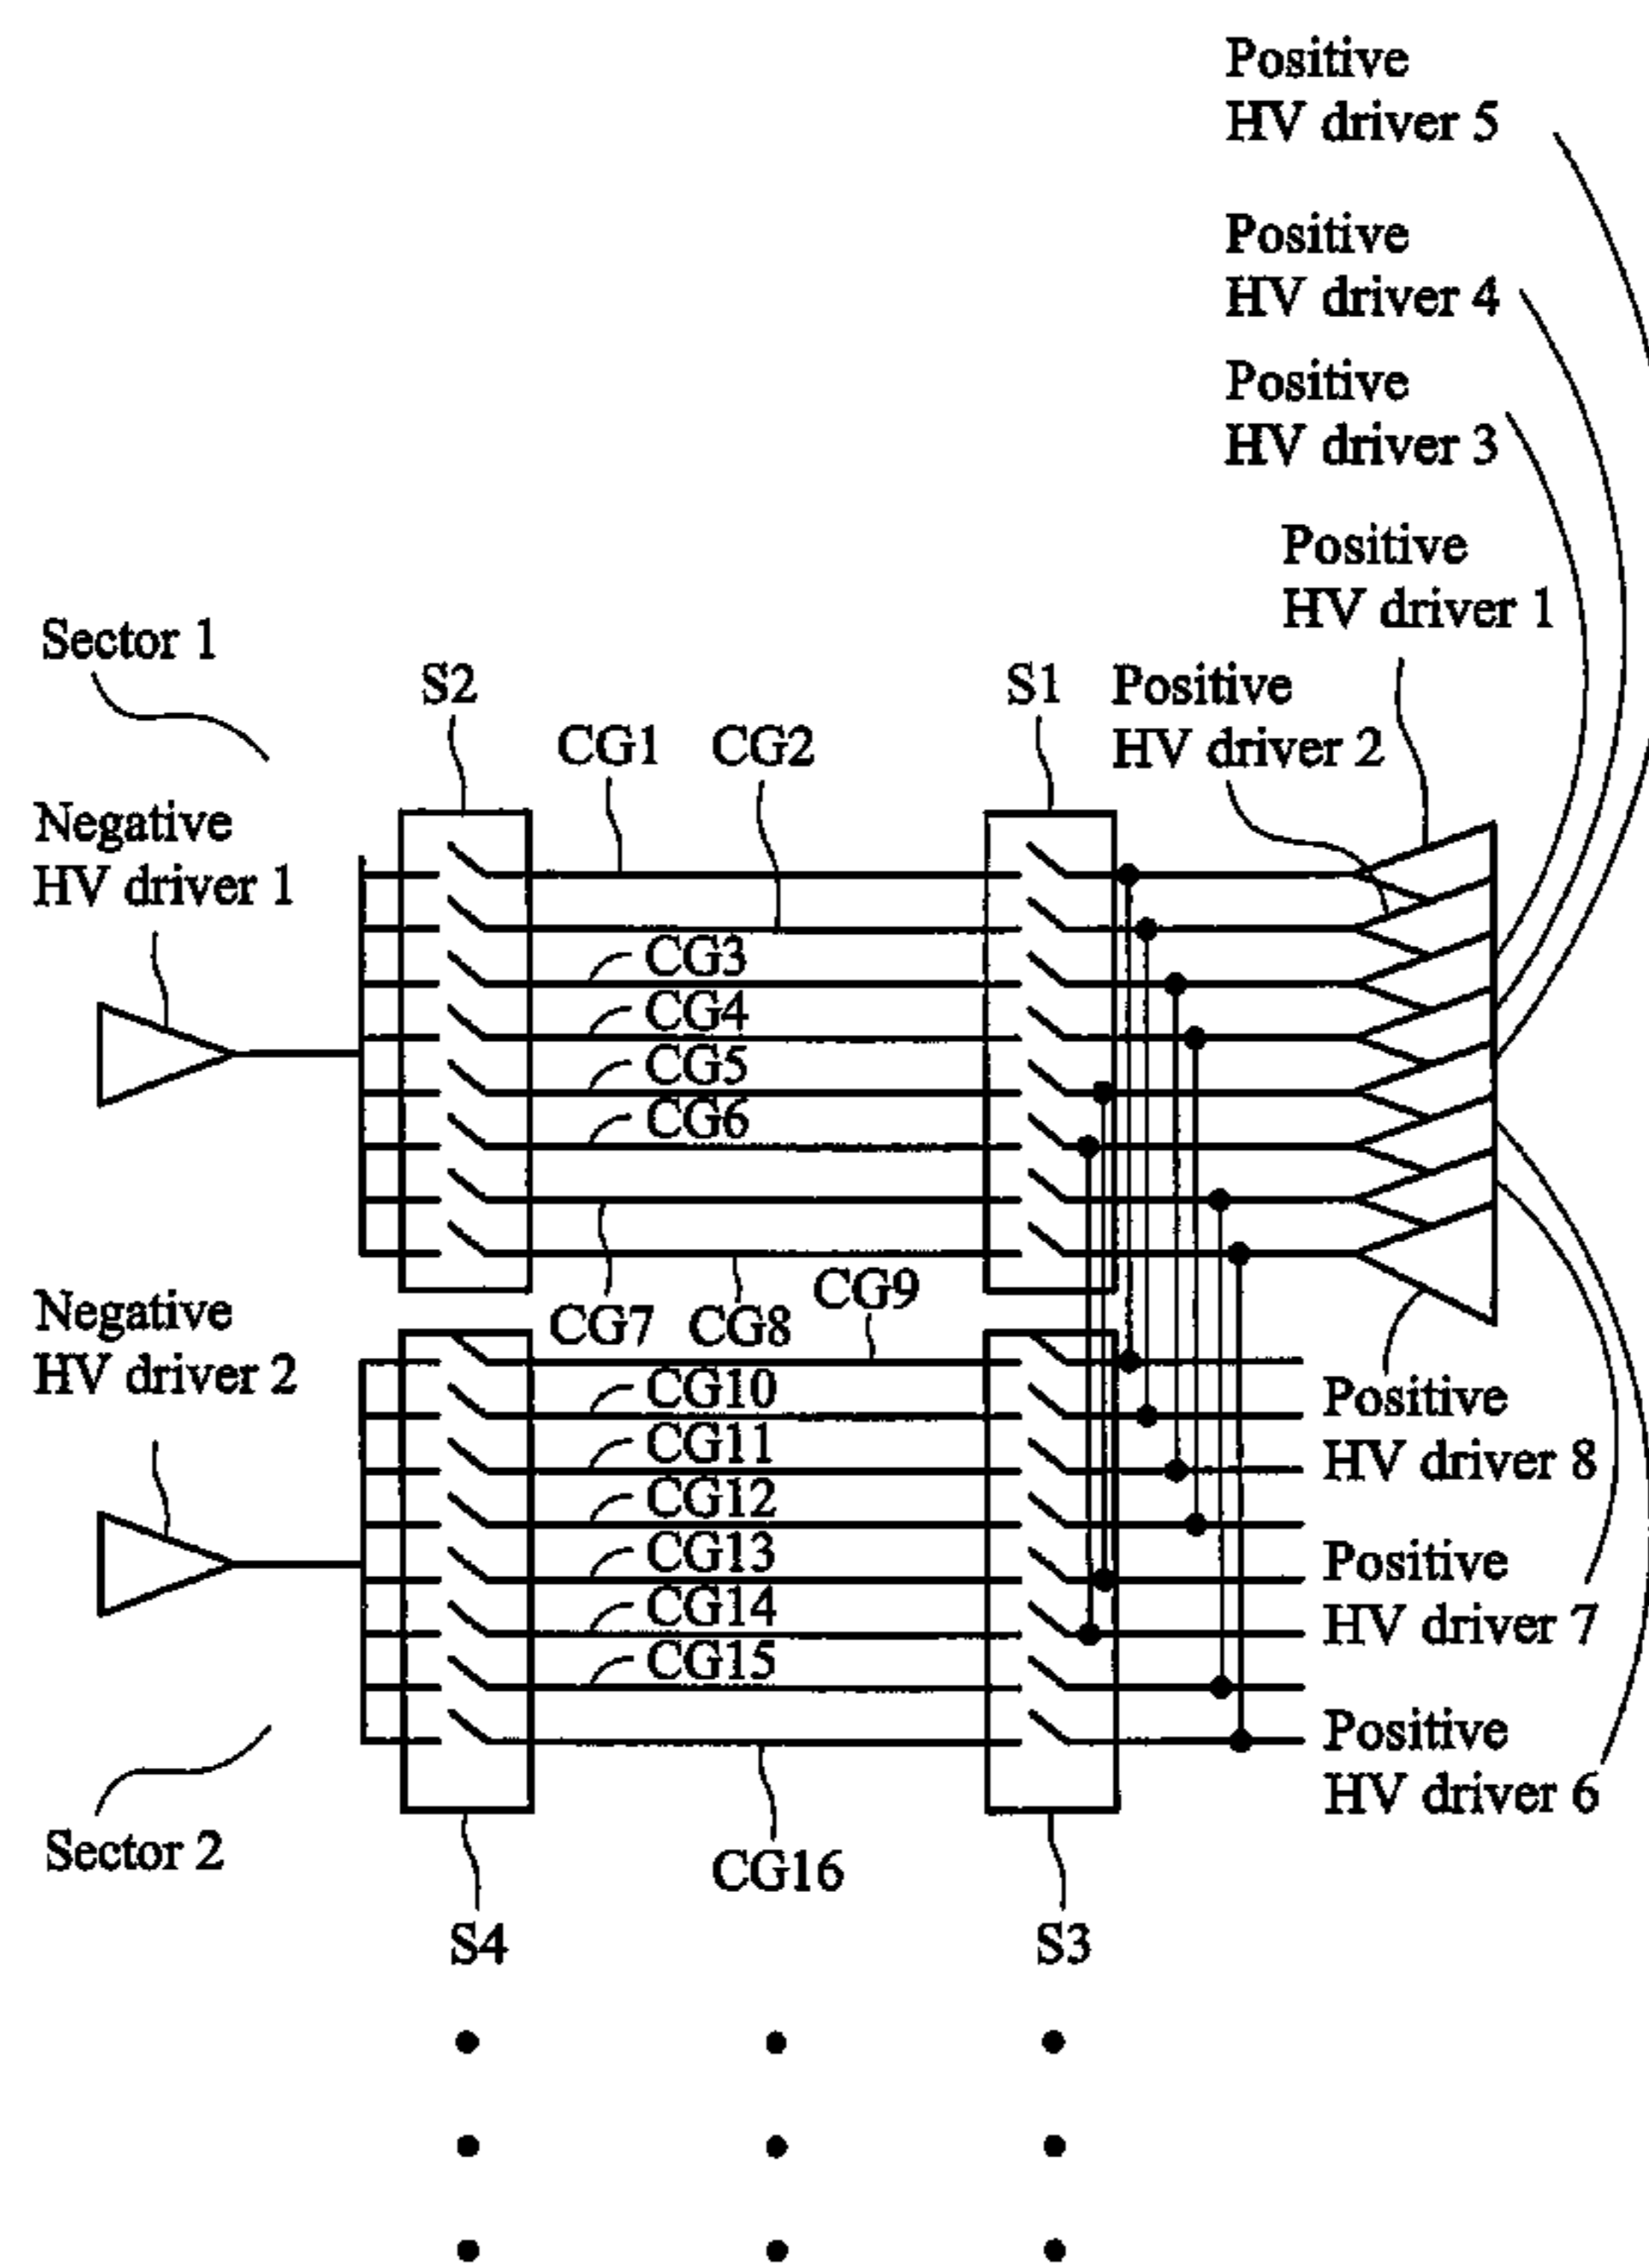 Positive
HV driver 5
Positive
HV driver 4
Positive
HV driver 3
Positive
HV driver 1
Sector 1
S2
S1
Positive
HV driver 2
CG1
CG2
Negative
HV driver 1
CG3
CG4
CG5
CG6
CG7
CG8
CG9
Negative
HV driver 2
CG10
CG11
CG12
CG13
CG14
CG15
Positive
HV driver 8
Positive
HV driver 7
Positive
HV driver 6
Sector 2
CG16
S4
S3